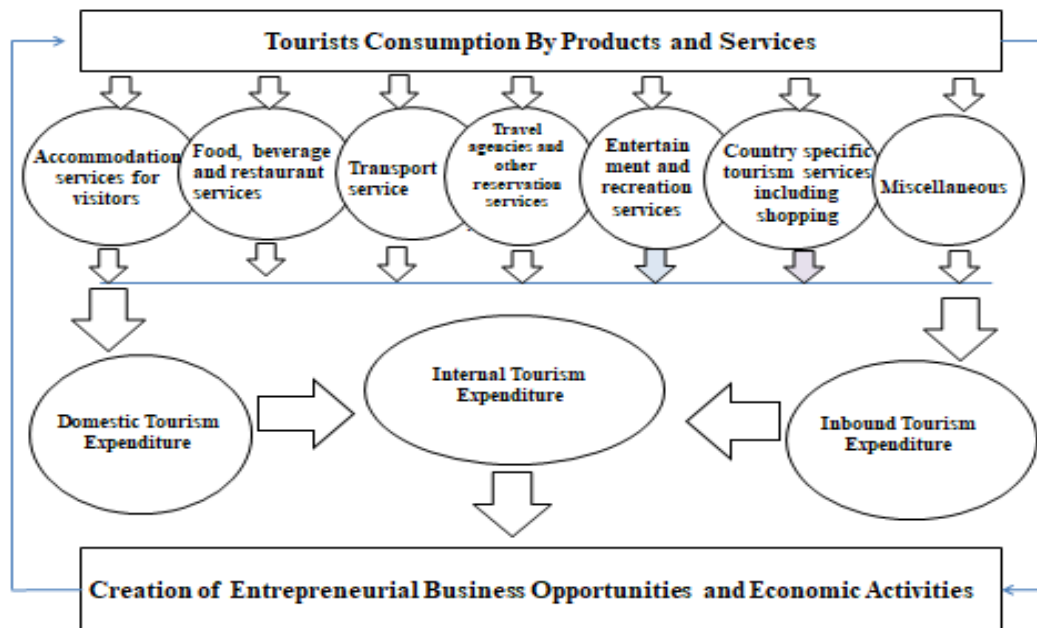 Tourists Consumption By Products and Services
Accommodation
services for
visitors
Food, beverage
and restaurant
services
Transport
service
Travel
agencies and
other
reservation
services
Entertain
ment and
recreation
services
Country specific
tourism services
including
shopping
Miscellaneous
Domestic Tourism
Expenditure
Internal Tourism
Expenditure
Inbound Tourism
Expenditure
Creation of Entrepreneurial Business Opportunities and Economic Activities